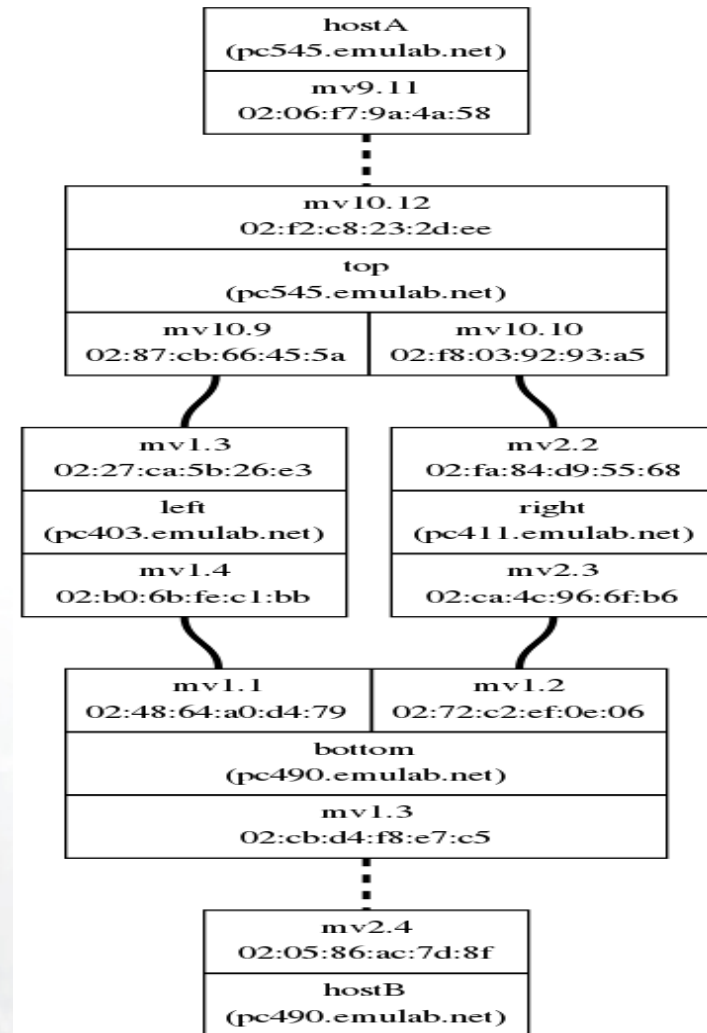 hostA
(pc545.emulab.net)
mv9.11
02:06:f7:9a:4a:58
mv10.12
02:f2:c8:23:2d:ee
top
(pc545.emulab.net)
mv10.9
02:87:cb:66:45:5a
mv10.10
02:f8:03:92:93:a5
mv1.3
02:27:ca:5b:26:e3
left
(pc403.emulab.net)
mv1.4
02:b0:6b:fe:c1:bb
mv2.2
02:fa:84:d9:55:68
right
(pc411.emulab.net)
mv2.3
02:ca:4c:96:6f:b6
mv1.1
02:48:64:a0:d4:79
mv1.2
02:72:c2:ef:0e:06
bottom
(pc490.emulab.net)
mv1.3
02:cb:d4:f8:e7:c5
mv2.4
02:05:86:ac:7d:8f
hostB
(pc490.emulab.net)